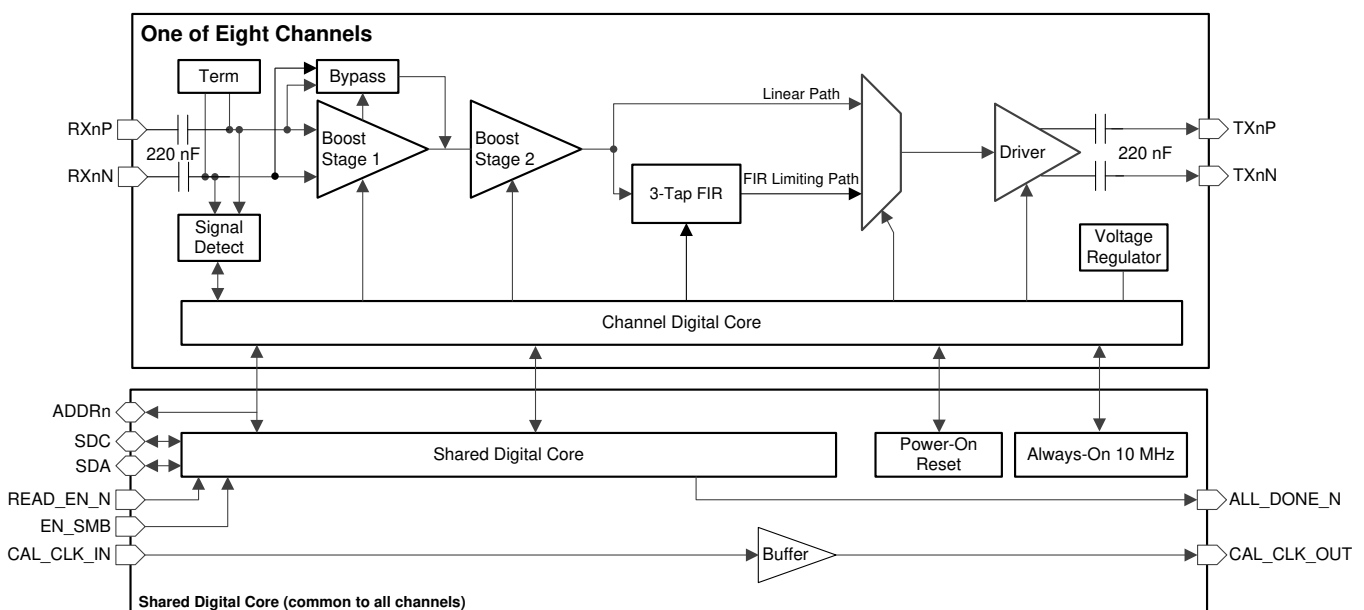 One of Eight Channels
Term
Bypass
Linear Path
RXnP
220 nF
RXnN
Boost
Stage 1
Boost
Stage 2
3-Tap FIR
FIR Limiting Path
Driver
220 nF
TXnP
TXnN
Signal
Detect
Voltage
Regulator
Channel Digital Core
ADDRn
SDC
SDA
READ_EN_N
EN_SMB
CAL_CLK_IN
Shared Digital Core
Power-On
Reset
Always-On 10 MHz
ALL_DONE_N
Buffer
CAL_CLK_OUT
Shared Digital Core (common to all channels)